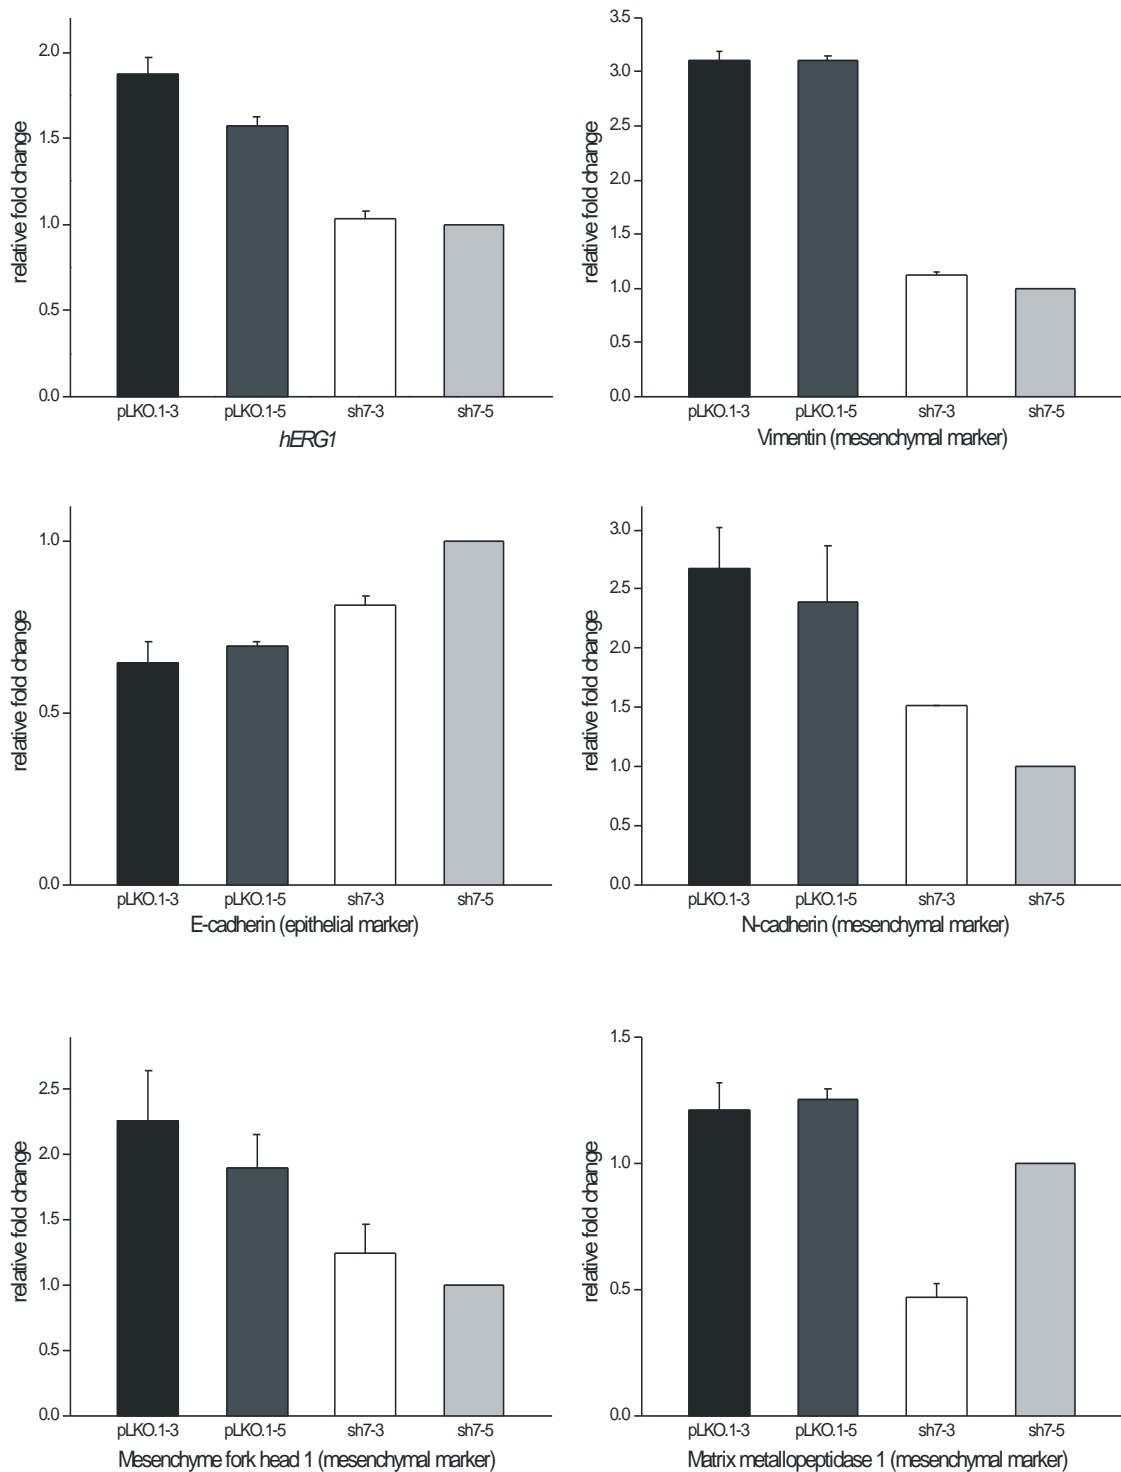 2.0
1.5
1.0
0.5
0.0
relative fold change
pLKO.1-3 pLKO.1-5 sh7-3 sh7-5
hERG1
3.5
3.0
2.5
2.0
1.5
1.0
0.5
0.0
relative fold change
pLKO.1-3 pLKO.1-5 sh7-3 sh7-5
Vimentin (mesenchymal marker)
1.0
0.5
0.0
relative fold change
pLKO.1-3 pLKO.1-5 sh7-3 sh7-5
E-cadherin (epithelial marker)
3.0
2.5
2.0
1.5
1.0
0.5
0.0
relative fold change
pLKO.1-3 pLKO.1-5 sh7-3 sh7-5
N-cadherin (mesenchymal marker)
2.5
2.0
1.5
1.0
0.5
0.0
relative fold change
pLKO.1-3 pLKO.1-5 sh7-3 sh7-5
Mesenchyme fork head 1 (mesenchymal marker)
1.5
1.0
0.5
0.0
relative fold change
pLKO.1-3 pLKO.1-5 sh7-3 sh7-5
Matrix metallopeptidase 1 (mesenchymal marker)